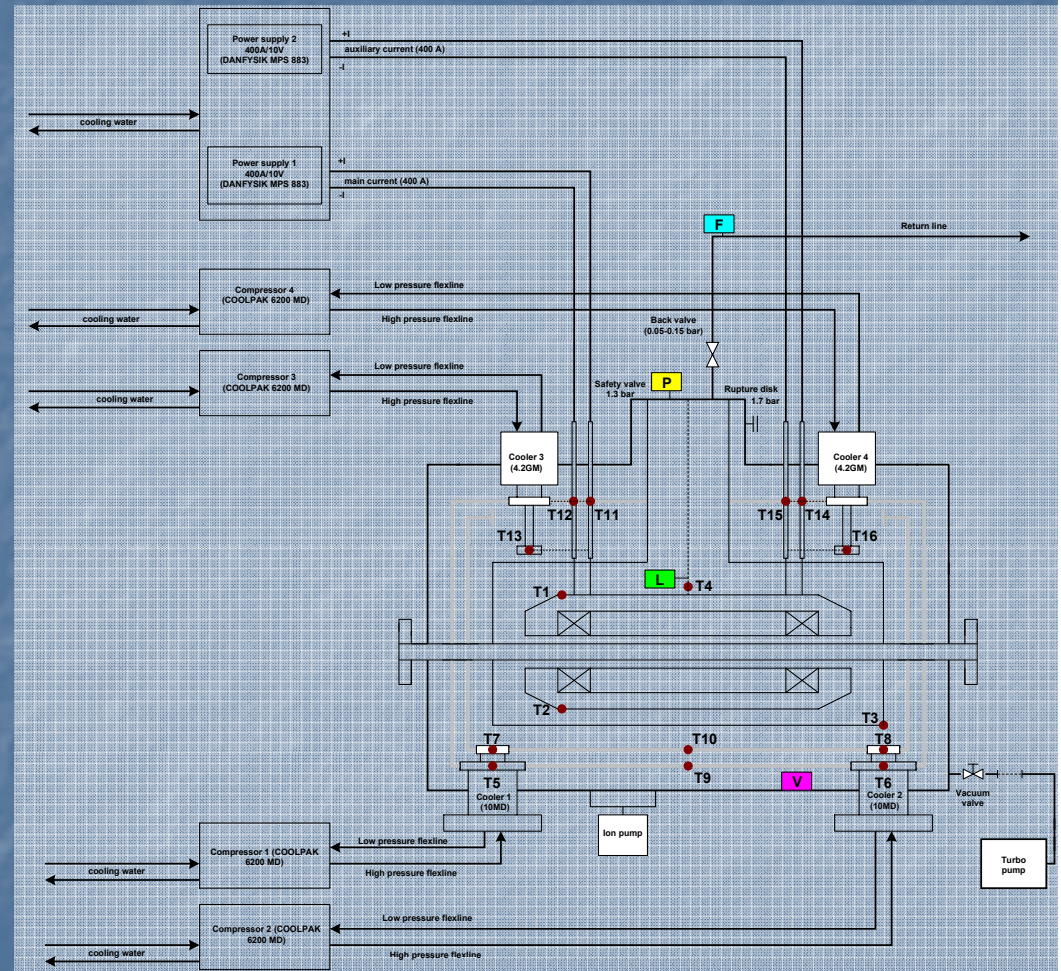 Power supply 2
400A/10V
(DANFYSIK MPS 883)
+I
auxiliary current (400 A)
-I
cooling water
Power supply 1
400A/10V
(DANFYSIK MPS 883)
+I
main current (400 A)
-I
F
Return line
Compressor 4
(COOLPAK 6200 MD)
Low pressure flexline
High pressure flexline
cooling water
Back valve
(0.05-0.15 bar)
Compressor 3
(COOLPAK 6200 MD)
Low pressure flexline
High pressure flexline
cooling water
Safety valve
1.3 bar
P
Rupture disk
1.7 bar
Cooler 3
(4.2GM)
Cooler 4
(4.2GM)
T12
T11
T15
T14
T13
T16
L
T4
T1
T2
T3
T7
T10
T8
T5
T9
T6
V
Cooler 1
(10MD)
Cooler 2
(10MD)
Vacuum
valve
Ion pump
Turbo
pump
Compressor 1 (COOLPAK
6200 MD)
Low pressure flexline
High pressure flexline
cooling water
Compressor 2 (COOLPAK
6200 MD)
Low pressure flexline
High pressure flexline
cooling water